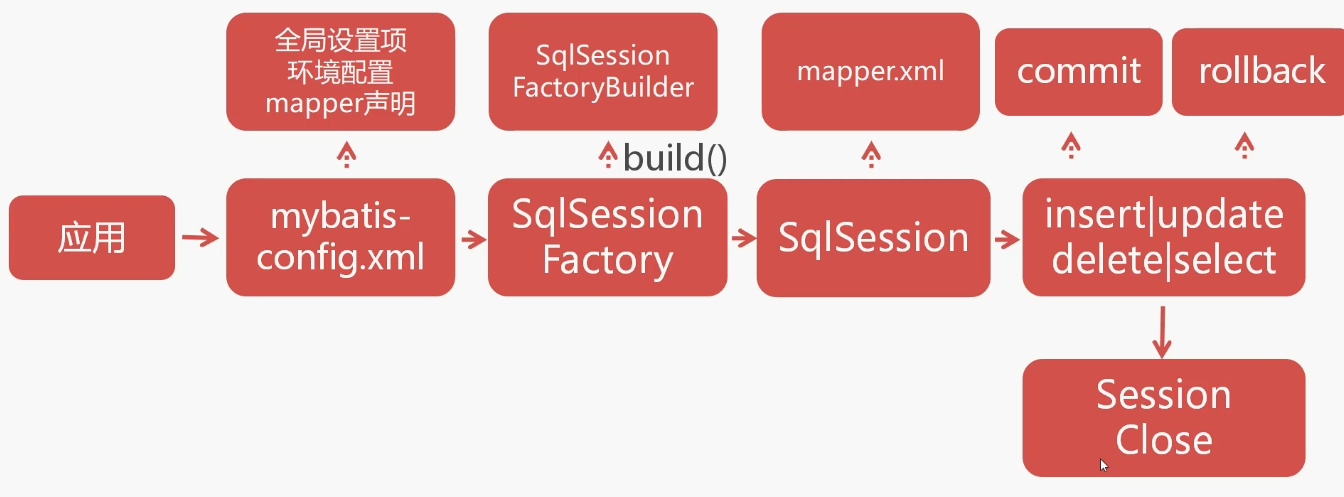 全局设置项
环境配置
mapper声明
SqlSession
FactoryBuilder
mapper.xml
commit
rollback
build()
应用
mybatis-
config.xml
SqlSession
Factory
SqlSession
insert|update
delete|select
Session
Close